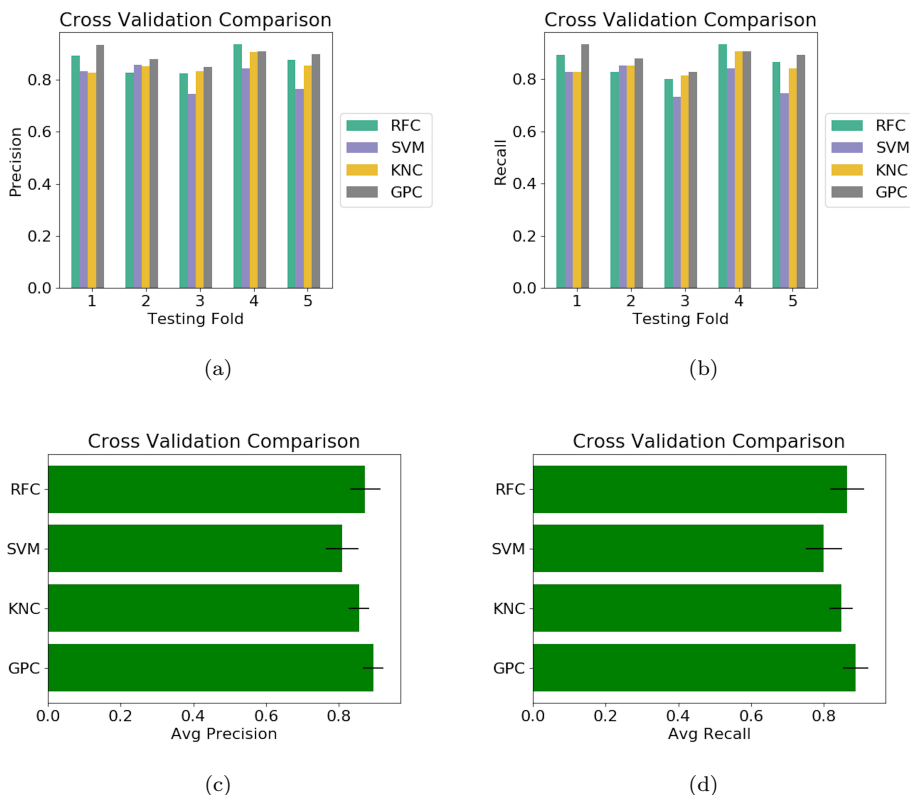 Cross Validation Comparison
Precision
0.8
0.6
0.4
0.2
0.0
1 2 3 4 5
Testing Fold
RFC
SVM
KNC
GPC
(a)
Cross Validation Comparison
Recall
0.8
0.6
0.4
0.2
0.0
1 2 3 4 5
Testing Fold
RFC
SVM
KNC
GPC
(b)
Cross Validation Comparison
RFC
SVM
KNC
GPC
0.0 0.2 0.4 0.6 0.8
Avg Precision
(c)
Cross Validation Comparison
RFC
SVM
KNC
GPC
0.0 0.2 0.4 0.6 0.8
Avg Recall
(d)